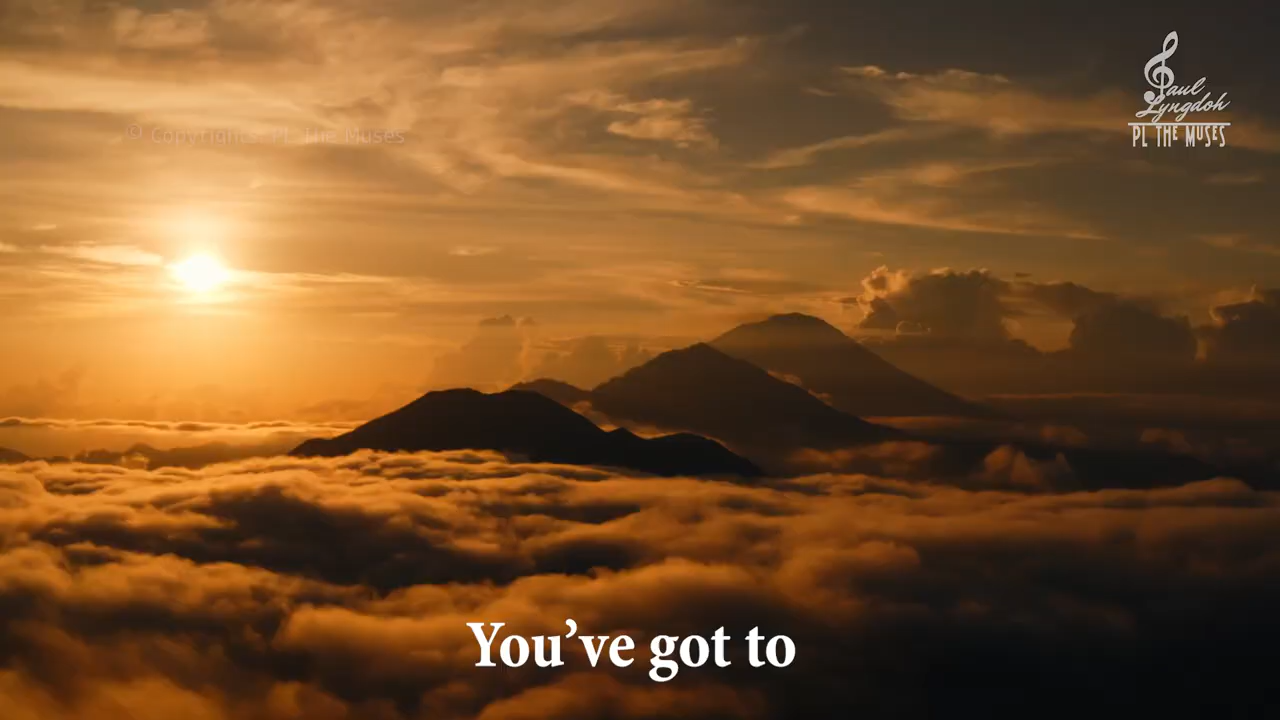 © Copyrights: PL The Muses
Paul
Lyngdoh
PL THE MUSES
You’ve got to